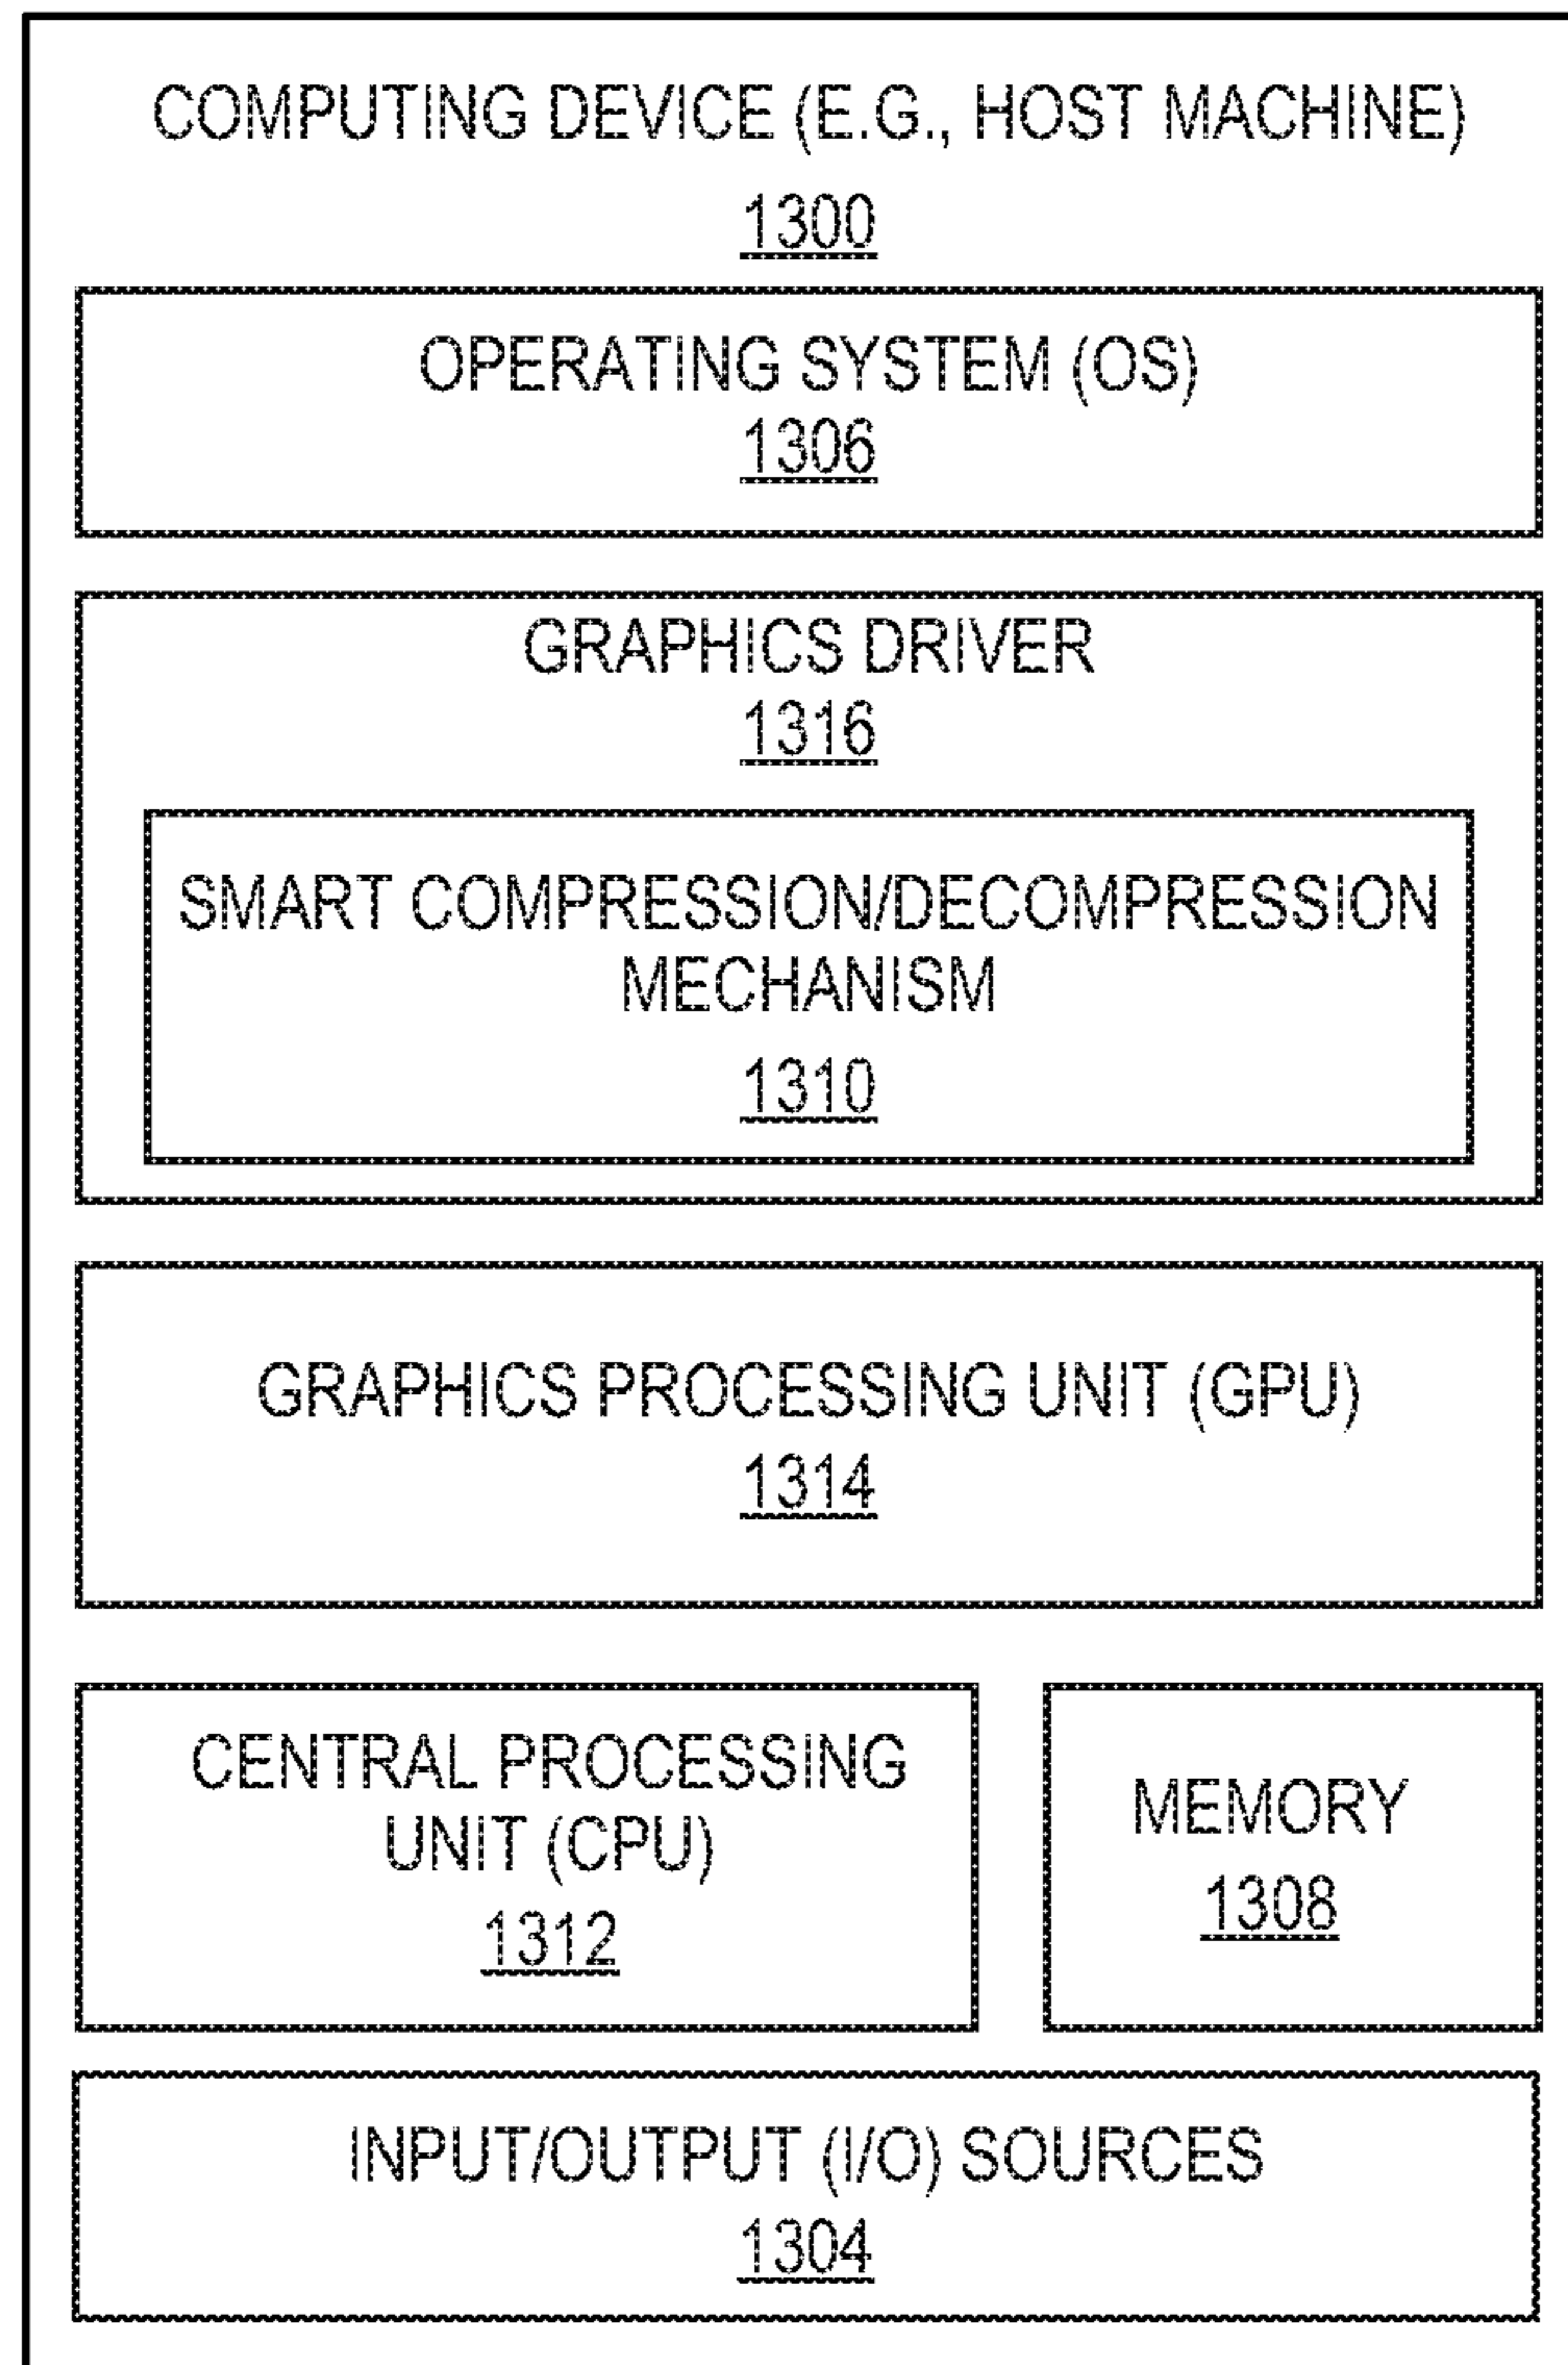 COMPUTING DEVICE (E.G., HOST MACHINE)
1300
OPERATING SYSTEM (OS)
1306
GRAPHICS DRIVER
1316
SMART COMPRESSION/DECOMPRESSION
MECHANISM
1310
GRAPHICS PROCESSING UNIT (GPU)
1314
CENTRAL PROCESSING
UNIT (CPU)
1312
MEMORY
1308
INPUT/OUTPUT (I/O) SOURCES
1304